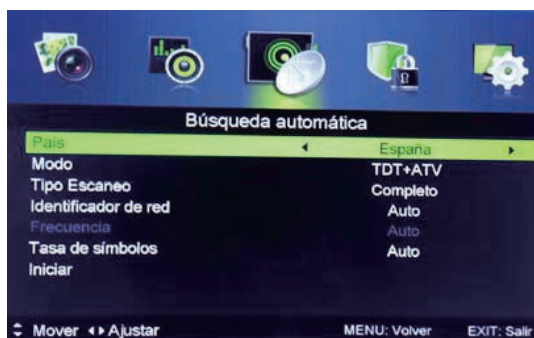 Búsqueda automática
País España
Modo TDT+ATV
Tipo Escaneo Completo
Identificador de red Auto
Frecuencia Auto
Tasa de símbolos Auto
Iniciar
Mover Ajustar MENU: Volver EXIT: Salir